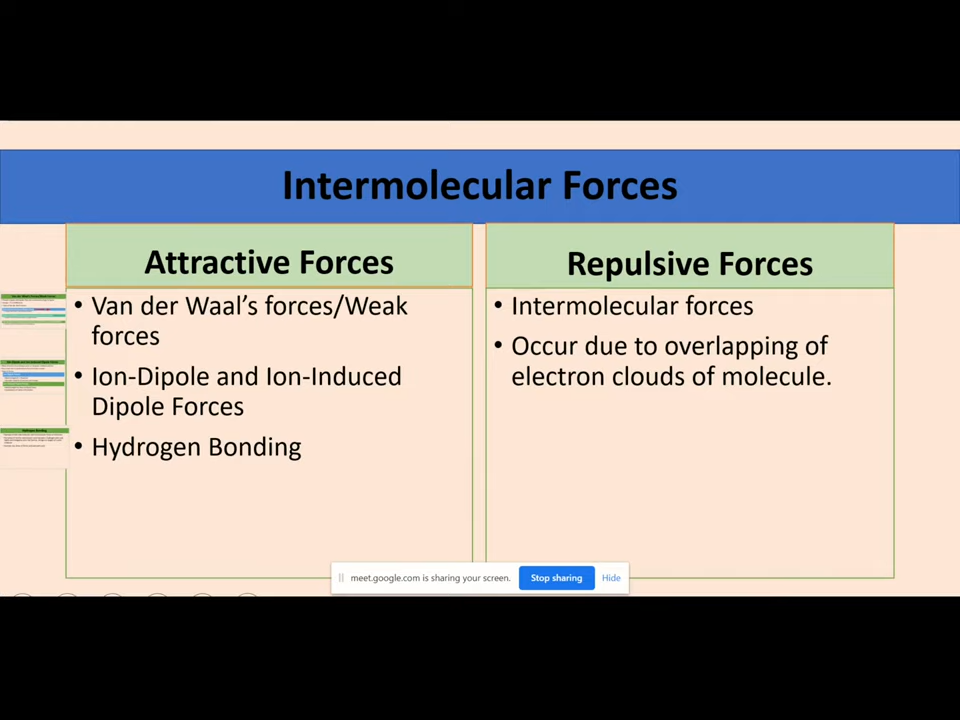 Intermolecular Forces
Attractive Forces
• Van der Waal's forces/Weak
forces
• Ion-Dipole and Ion-Induced
Dipole Forces
• Hydrogen Bonding
Repulsive Forces
• Intermolecular forces
• Occur due to overlapping of
electron clouds of molecule.
meet.google.com is sharing your screen. Stop sharing Hide